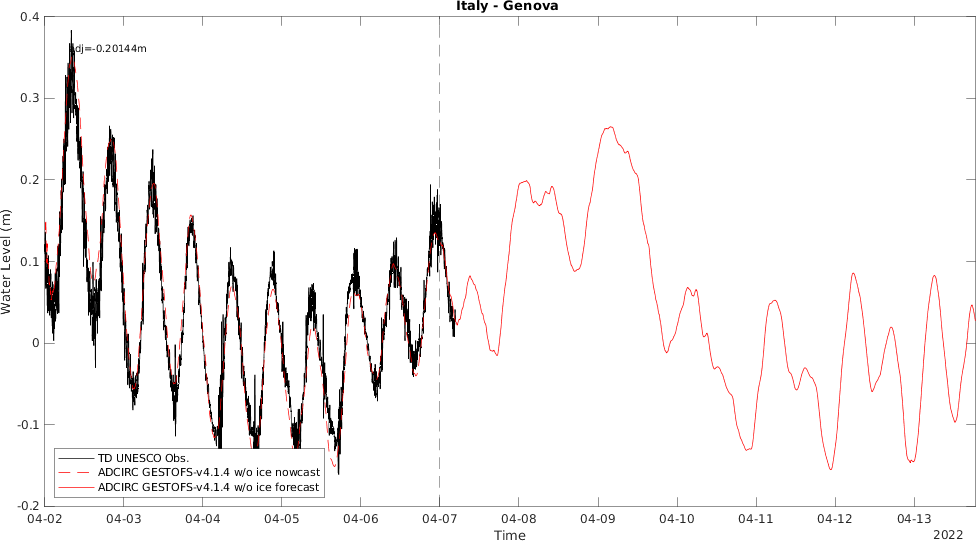 Italy - Genova
0.4
0.3
0.2
0.1
0
-0.1
-0.2
Water Level (m)
dj=-0.20144m
TD UNESCO Obs.
ADCIRC GESTOFS-v4.1.4 w/o ice nowcast
ADCIRC GESTOFS-v4.1.4 w/o ice forecast
04-02 04-03 04-04 04-05 04-06 04-07 04-08 04-09 04-10 04-11 04-12 04-13
Time
2022